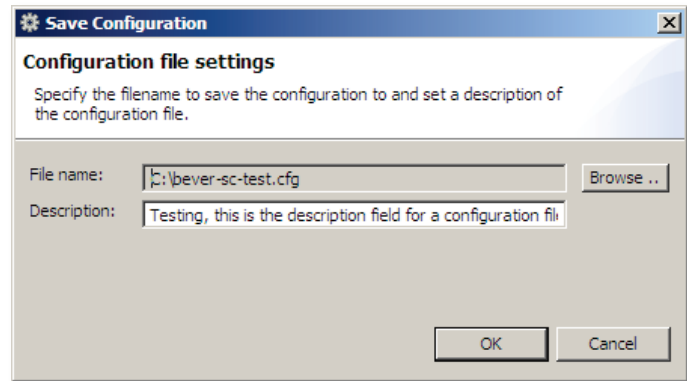 Save Configuration
Configuration file settings
Specify the filename to save the configuration to and set a description of
the configuration file.
File name: c:\bever-sc-test.cfg Browse ..
Description: Testing, this is the description field for a configuration fil
OK Cancel